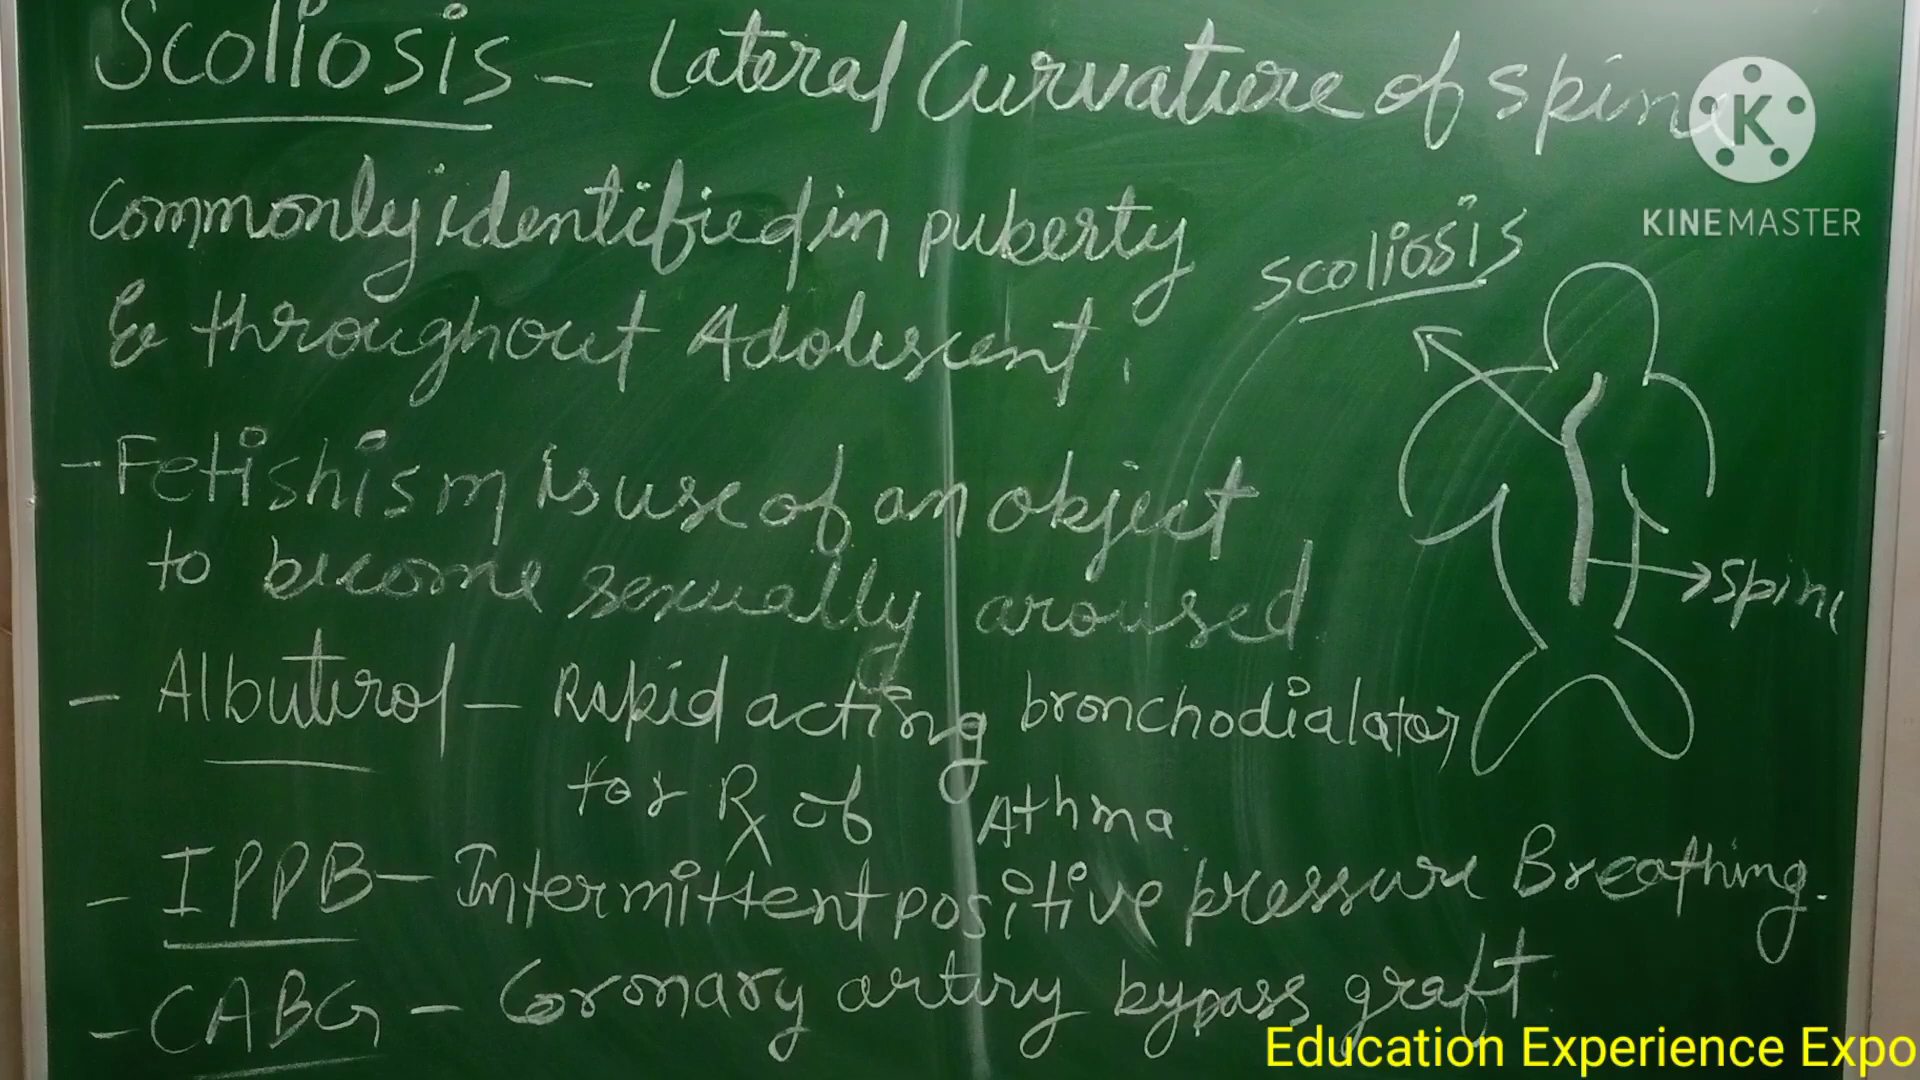 Scoliosis - Lateral Curvature of spine
Commonly identified in puberty
& throughout Adolescent.
- Fetishism is use of an object
to become sexually aroused
- Albuterol - Rapid acting bronchodialator
for Rx of Athma
- IPPB - Intermittent positive pressure Breathing.
- CABG - Coronary artery bypass graft
scoliosis
Spine
K
KINEMASTER
Education Experience Expo